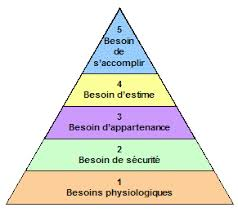 5
Besoin
de
s'accomplir
4
Besoin d'estime
3
Besoin d'appartenance
2
Besoin de sécurité
1
Besoins physiologiques